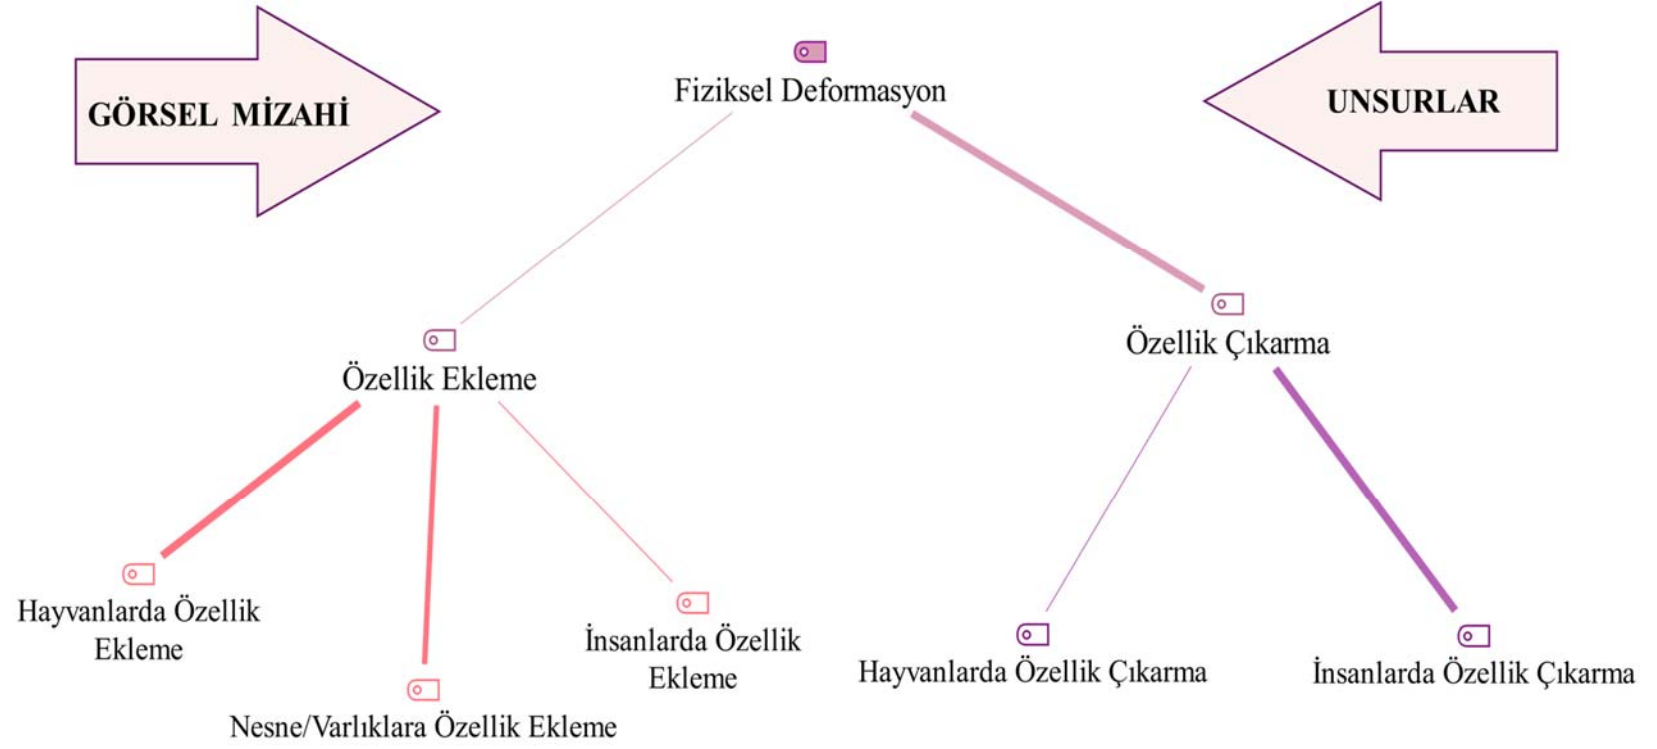 GÖRSEL MİZAHİ
Fiziksel Deformasyon
UNSURLAR
Özellik Ekleme
Özellik Çıkarma
Hayvanlarda Özellik
Ekleme
Nesne/Varlıklara Özellik Ekleme
İnsanlarda Özellik
Ekleme
Hayvanlarda Özellik Çıkarma
İnsanlarda Özellik Çıkarma